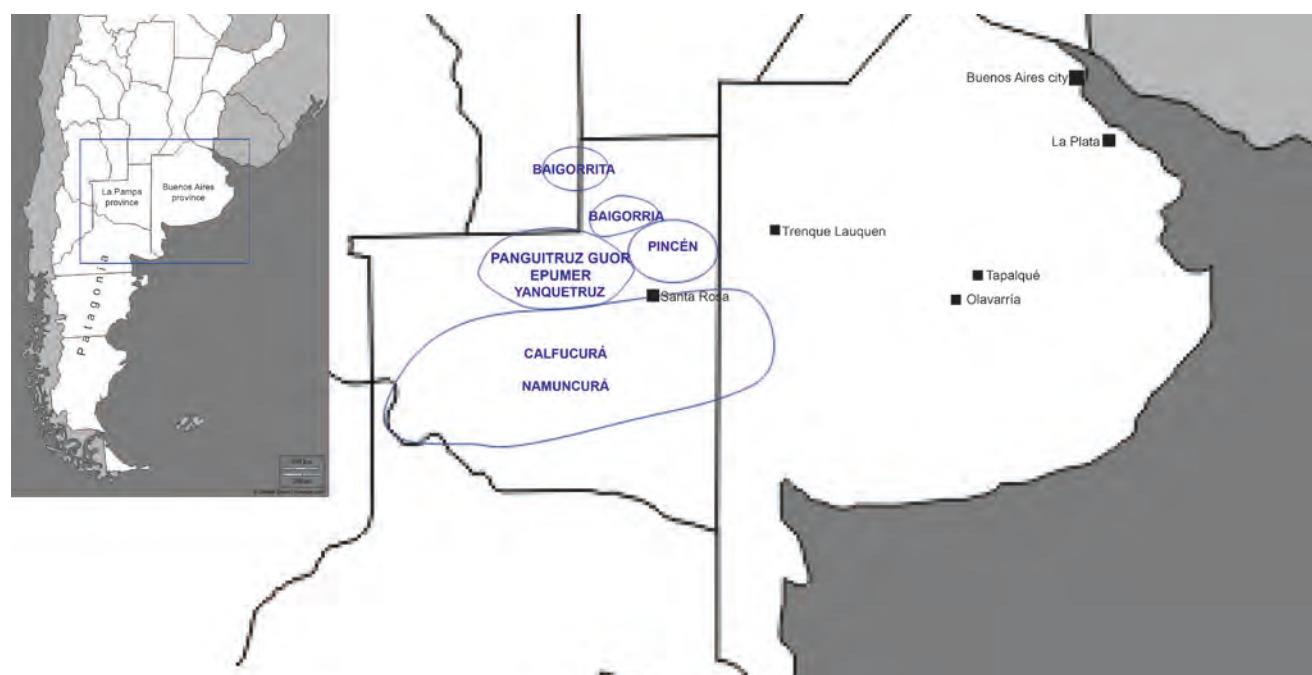 La Pampa
province
Buenos Aires
province
Patagonia
Buenos Aires city
La Plata
BAIGORRITA
BAIGORRIA
PINCÉN
Trenque Lauquen
PANGUITRUZ GUOR
EPUMER
YANQUETRUZ
Tapalqué
Santa Rosa
Olavarría
CALFUCURÁ
NAMUNCURÁ